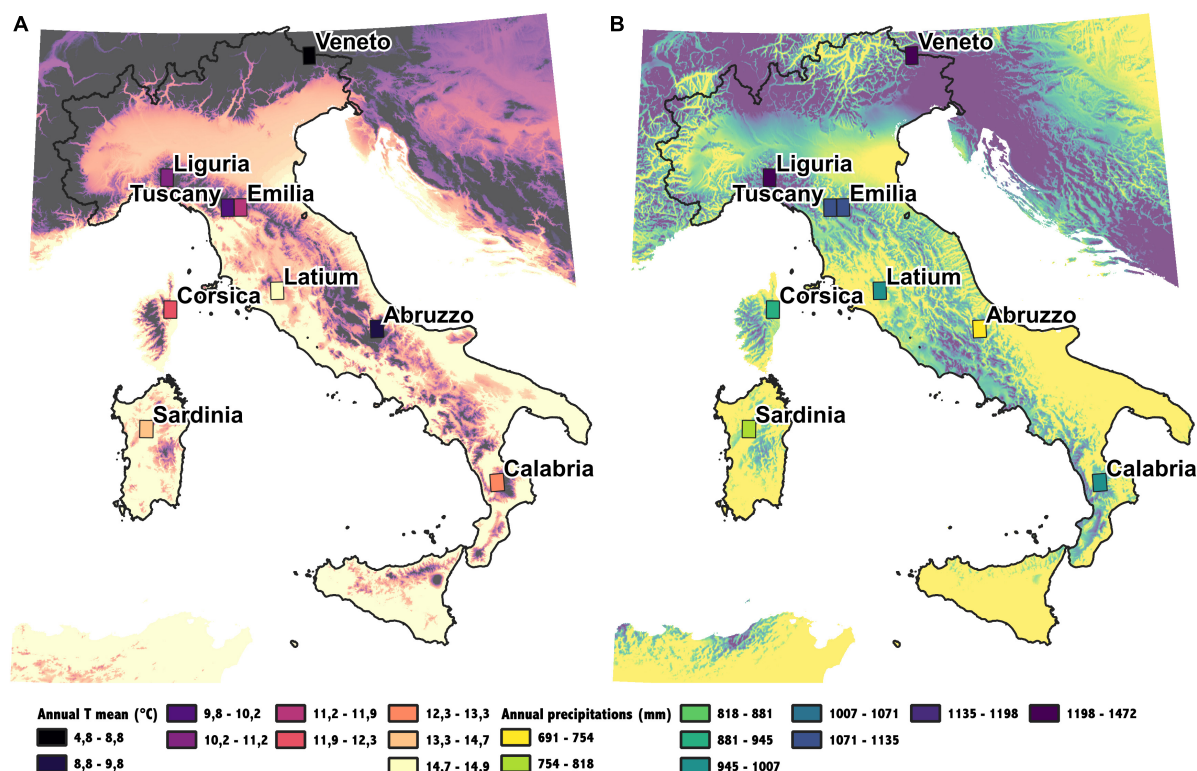 A
B
Veneto
Veneto
Liguria
Liguria
Tuscany
Emilia
Tuscany
Emilia
Latium
Latium
Corsica
Corsica
Abruzzo
Abruzzo
Sardinia
Sardinia
Calabria
Calabria
Annual T mean (°C)
9,8 - 10,2
11,2 - 11,9
12,3 - 13,3
Annual precipitations (mm)
818 - 881
1007 - 1071
1135 - 1198
1198 - 1472
4,8 - 8,8
10,2 - 11,2
11,9 - 12,3
13,3 - 14,7
691 - 754
881 - 945
1071 - 1135
8,8 - 9,8
14,7 - 14,9
754 - 818
945 - 1007